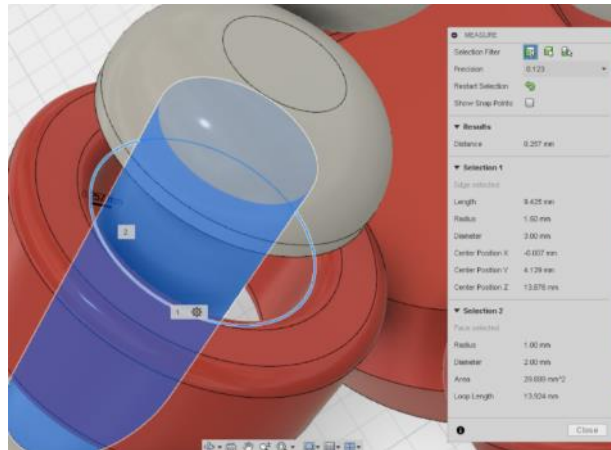 MEASURE
Selection Filter
Precision 0.123
Restart Selection
Show Snap Points
Results
Distance 0.257 mm
Selection 1
Edge selected
Length 9.425 mm
Radius 1.50 mm
Diameter 3.00 mm
Center Position X -0.007 mm
Center Position Y 4.129 mm
Center Position Z 13.876 mm
Selection 2
Face selected
Radius 1.00 mm
Diameter 2.00 mm
Area mm^2
Loop Length 13.924 mm
Close
2
1